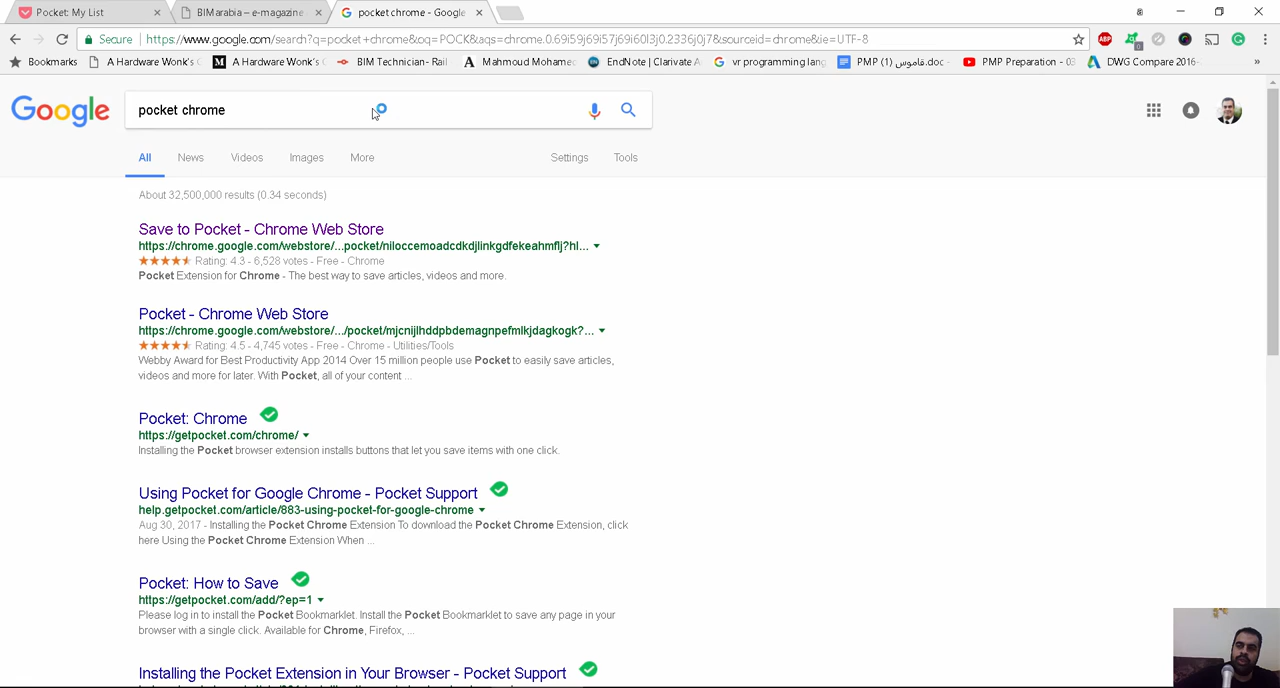 Pocket: My List
BIMarabia – e-magazine
pocket chrome - Google
Secure
https://www.google.com/search?q=pocket+chrome&oq=POCK&aqs=chrome.0.69i59j69i57j69i60l3j0.2336j0j7&sourceid=chrome&ie=UTF-8
ABP
0
Bookmarks
A Hardware Wonk's G
A Hardware Wonk's G
BIM Technician- Rail
Mahmoud Mohamed
EndNote | Clarivate A
vr programming lang
PMP (1) قاموس.doc -
PMP Preparation - 03
DWG Compare 2016-
»
Google
pocket chrome
All
News
Videos
Images
More
Settings
Tools
About 32,500,000 results (0.34 seconds)
Save to Pocket - Chrome Web Store
https://chrome.google.com/webstore/...pocket/niloccemoadcdkdjlinkgdfekeahmflj?hl...
Rating: 4.3 - 6,528 votes - Free - Chrome
Pocket Extension for Chrome - The best way to save articles, videos and more.
Pocket - Chrome Web Store
https://chrome.google.com/webstore/.../pocket/mjcnijlhddpbdemagnpefmlkjdagkogk?...
Rating: 4.5 - 4,745 votes - Free - Chrome - Utilities/Tools
Webby Award for Best Productivity App 2014 Over 15 million people use Pocket to easily save articles,
videos and more for later. With Pocket, all of your content ...
Pocket: Chrome
https://getpocket.com/chrome/
Installing the Pocket browser extension installs buttons that let you save items with one click.
Using Pocket for Google Chrome - Pocket Support
help.getpocket.com/article/883-using-pocket-for-google-chrome
Aug 30, 2017 - Installing the Pocket Chrome Extension To download the Pocket Chrome Extension, click
here Using the Pocket Chrome Extension When ...
Pocket: How to Save
https://getpocket.com/add/?ep=1
Please log in to install the Pocket Bookmarklet. Install the Pocket Bookmarklet to save any page in your
browser with a single click. Available for Chrome, Firefox, ...
Installing the Pocket Extension in Your Browser - Pocket Support